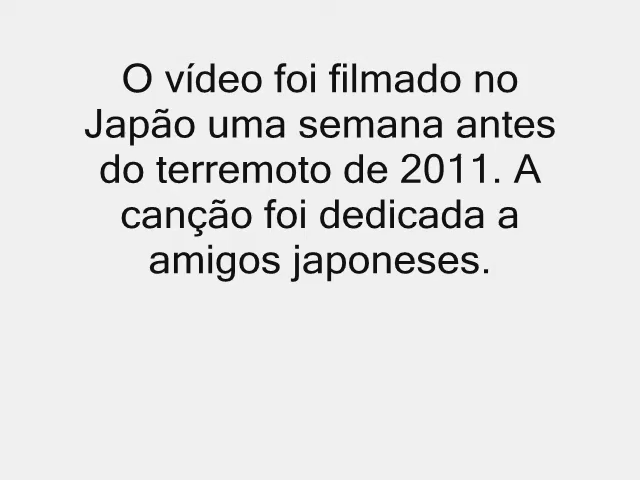 O vídeo foi filmado no
Japão uma semana antes
do terremoto de 2011. A
canção foi dedicada a
amigos japoneses.